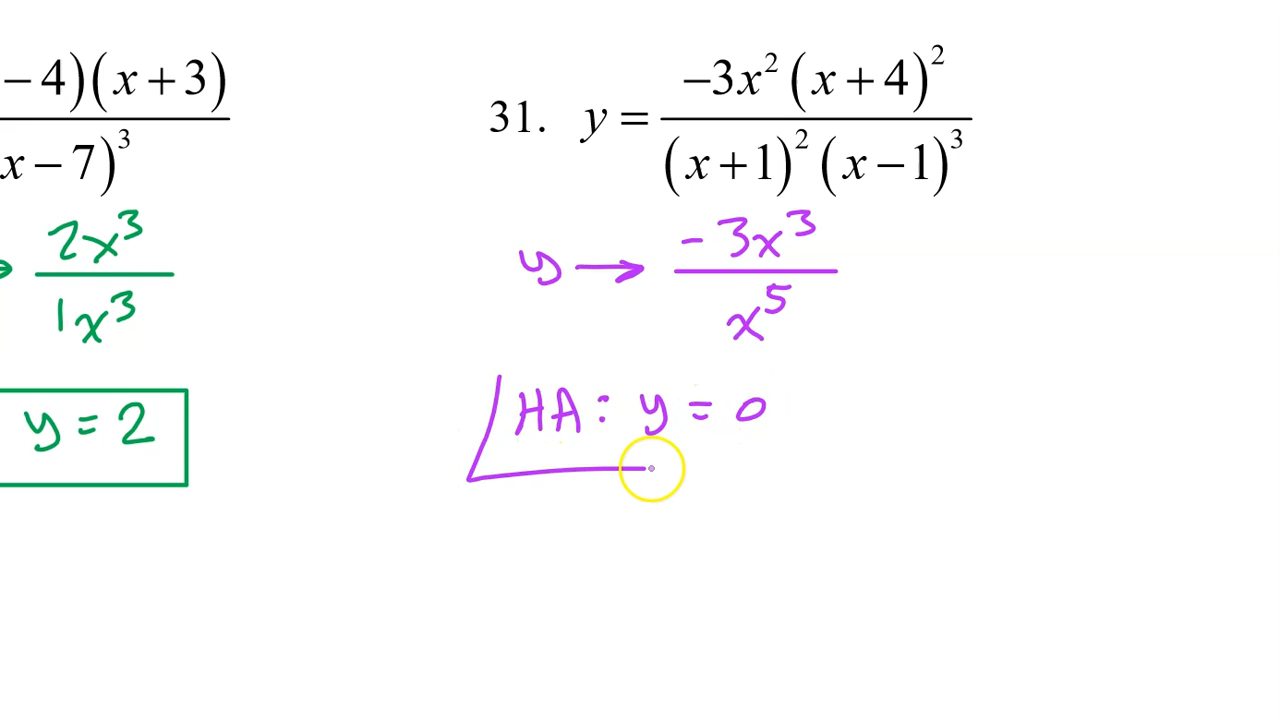 − 4)(x + 3)
x − 7)³
2x³
1x³
y = 2
31. y = −3x² (x + 4)²
(x + 1)² (x − 1)³
y → - 3x³
x⁵
HA : y = 0